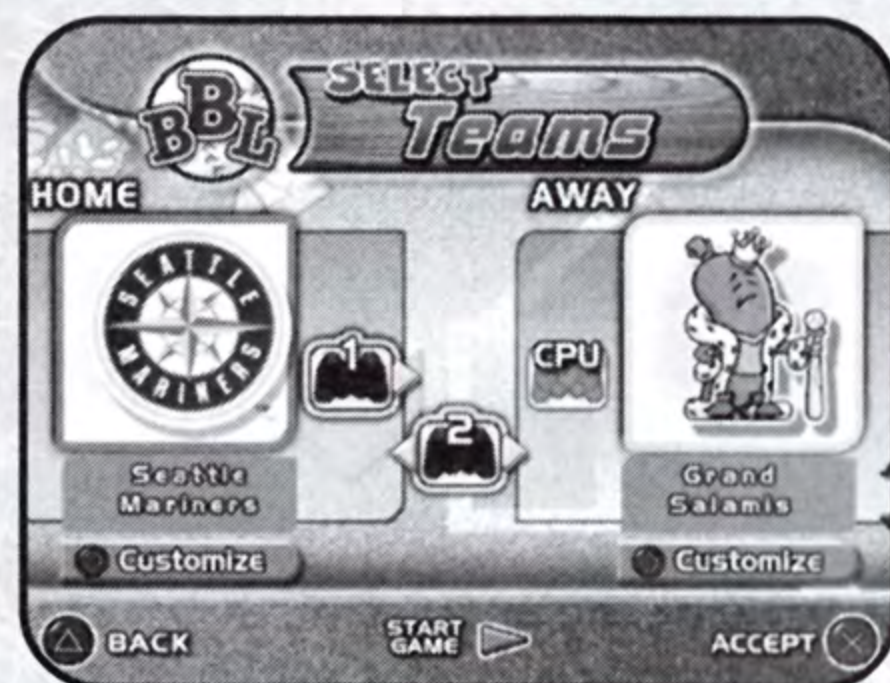 BBL
SELECT
Teams
HOME
AWAY
SEATTLE
MARINERS
1
CPU
2
Seattle
Mariners
Grand
Salamis
Customize
Customize
BACK
START
GAME
ACCEPT